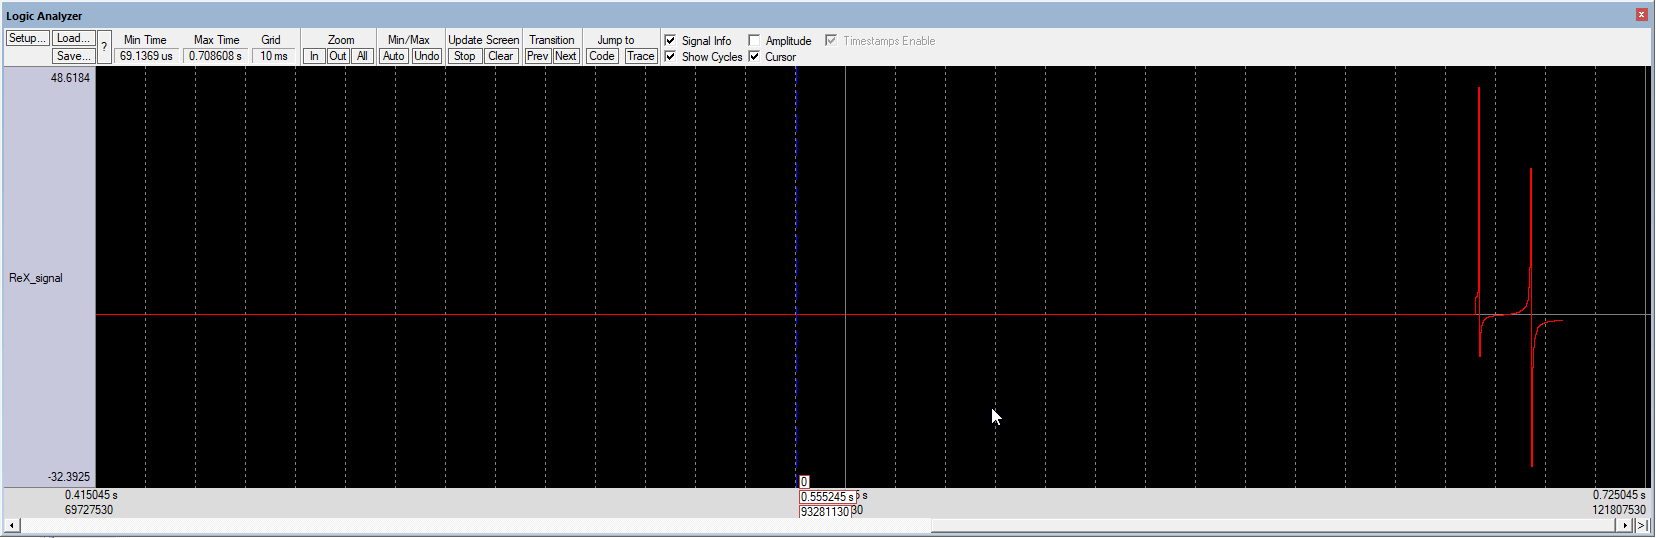 Logic Analyzer
Setup... Load... ? Min Time Max Time Grid Zoom Min/Max Update Screen Transition Jump to Signal Info Amplitude Timestamps Enable
Save... 69.1369 us 0.708608 s 10 ms In Out All Auto Undo Stop Clear Prev Next Code Trace Show Cycles Cursor
48.6184
ReX_signal
-32.3925
0
0.415045 s 0.555245 s 5 s 0.725045 s
69727530 93281130 30 121807530